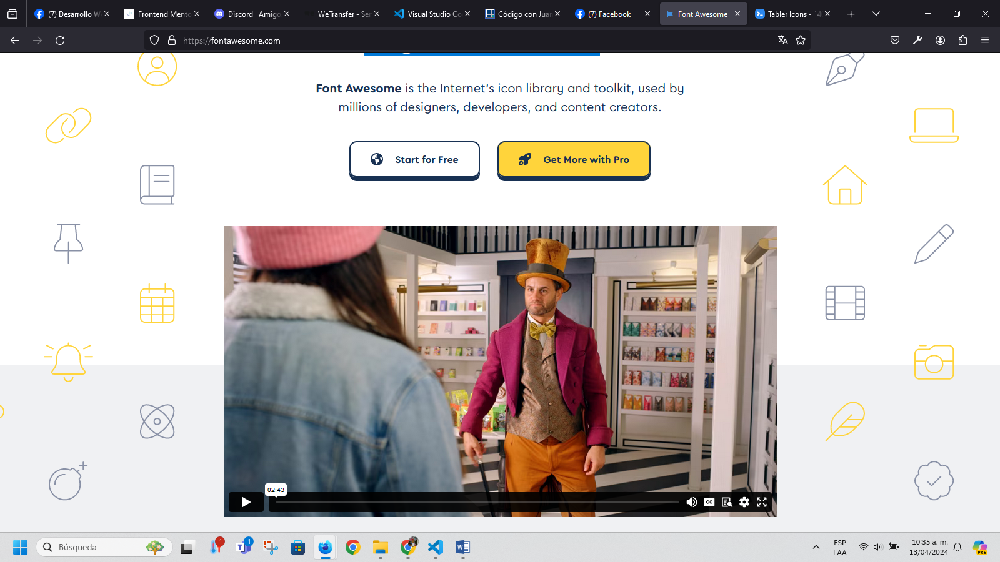 (7) Desarrollo W
Frontend Mento
Discord | Amigo
WeTransfer - Ser
Visual Studio Co
Código con Juan
(7) Facebook
Font Awesome
Tabler Icons - 14
https://fontawesome.com
Font Awesome is the Internet's icon library and toolkit, used by
millions of designers, developers, and content creators.
Start for Free
Get More with Pro
02:43
CC
1
1
Búsqueda
ESP
LAA
10:35 a. m.
13/04/2024
PRE